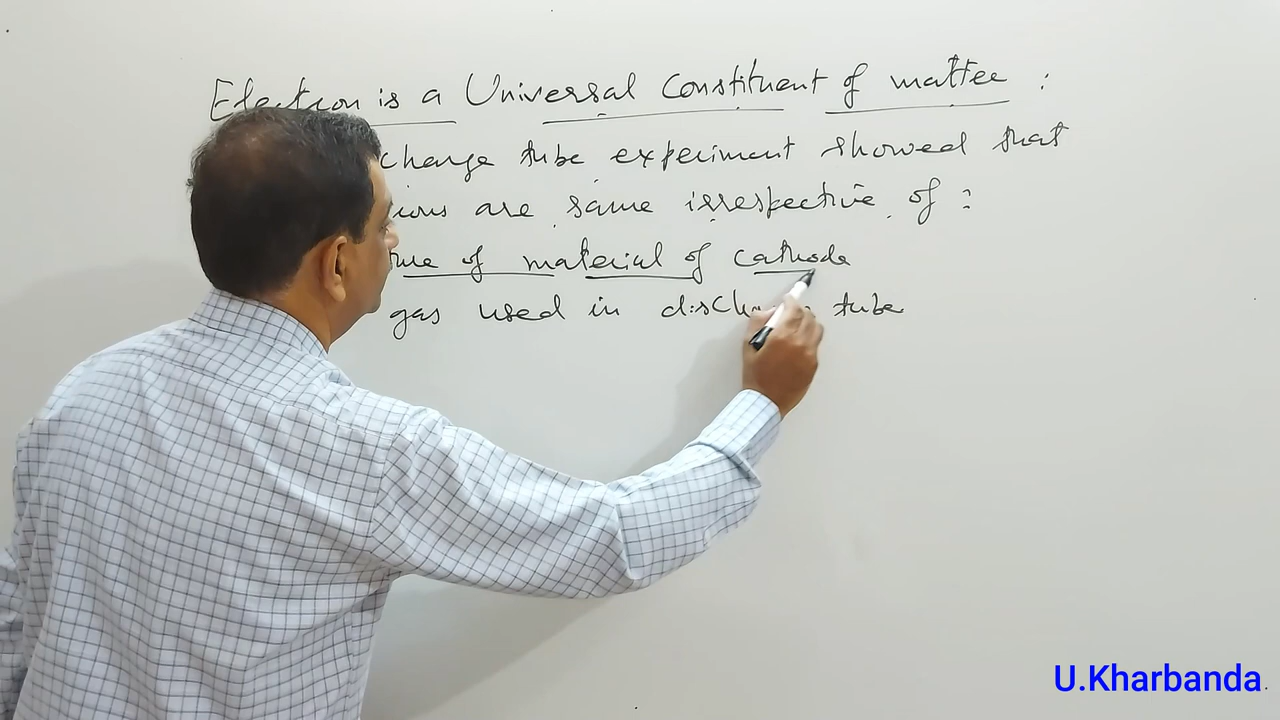 Electron is a Universal Constituent of matter :
charge tube experiment showed that
are same irrespective of :
of material of cathode
gas used in discharge tube
U.Kharbanda